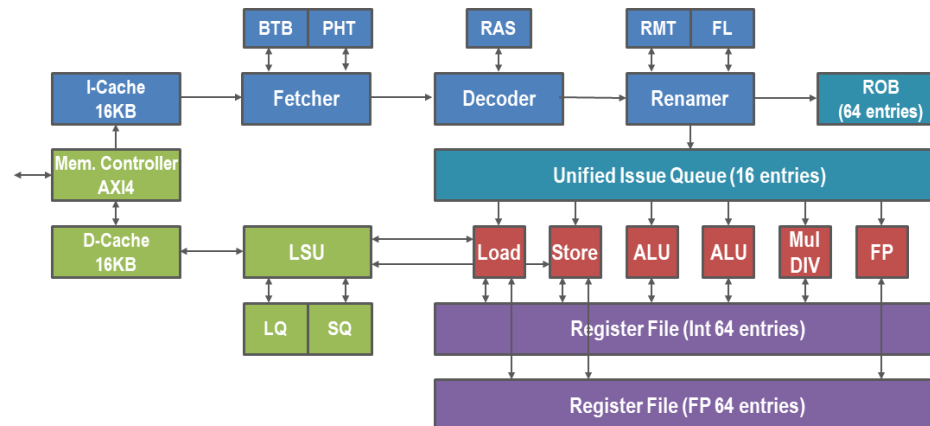 BTB PHT
RAS
RMT FL
I-Cache
16KB
Fetcher
Decoder
Renamer
ROB
(64 entries)
Mem. Controller
AXI4
Unified Issue Queue (16 entries)
D-Cache
16KB
LSU
Load
Store
ALU
ALU
Mul
DIV
FP
LQ SQ
Register File (Int 64 entries)
Register File (FP 64 entries)